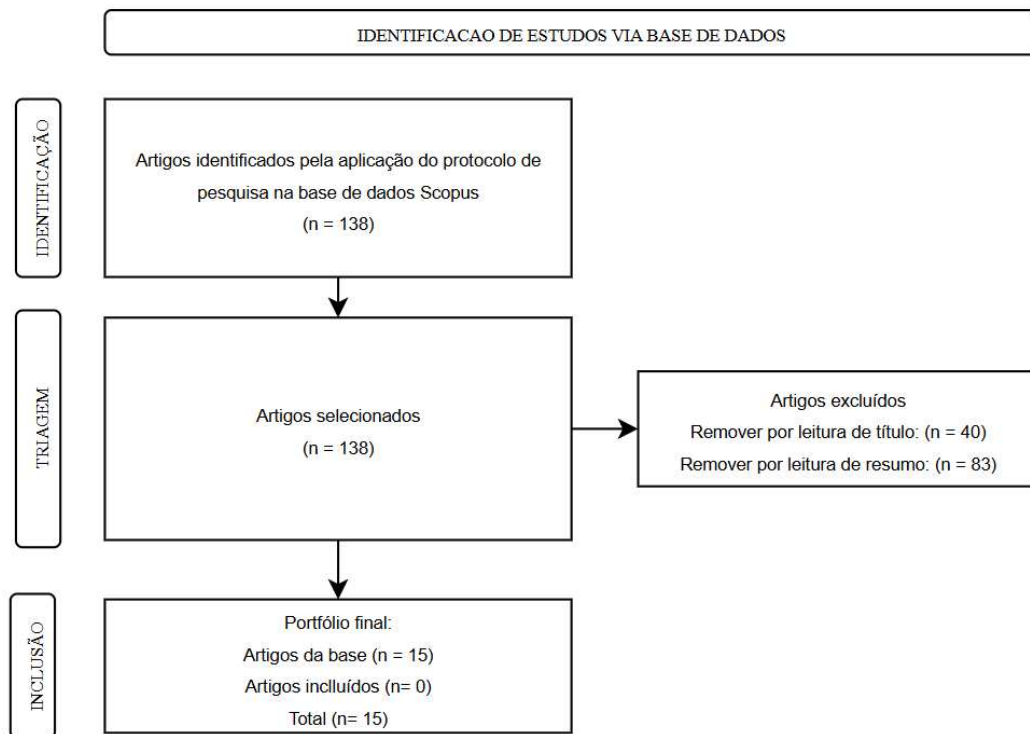 IDENTIFICACAO DE ESTUDOS VIA BASE DE DADOS
IDENTIFICAÇÃO
Artigos identificados pela aplicação do protocolo de
pesquisa na base de dados Scopus
(n = 138)
TRIAGEM
Artigos selecionados
(n = 138)
Artigos excluídos
Remover por leitura de título: (n = 40)
Remover por leitura de resumo: (n = 83)
INCLUSÃO
Portfólio final:
Artigos da base (n = 15)
Artigos inclluídos (n= 0)
Total (n= 15)